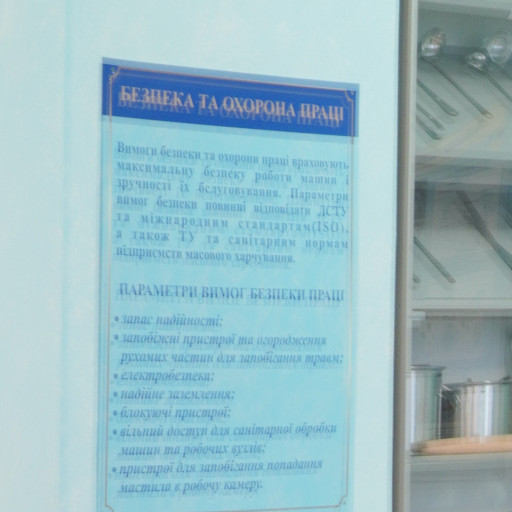 БЕЗПЕКА ТА ОХОРОНА ПРАЦІ
Вимоги безпеки та охорони праці враховують
максимальну безпеку роботи машин і
зручності їх бслуговування. Параметри
вимог безпеки повинні відповідати ДСТУ
та міжнародним стандартам(ISO),
а також ТУ та санітарним нормам
підприємств масового харчування.
ПАРАМЕТРИ ВИМОГ БЕЗПЕКИ ПРАЦІ
• запас надійності;
• запобіжні пристрої та огородження
рухомих частин для запобігання травм;
• електробезпека;
• надійне заземлення;
• блокуючі пристрої;
• вільний доступ для санітарної обробки
машин та робочих вузлів;
• пристрої для запобігання попадання
мастила в робочу камеру.